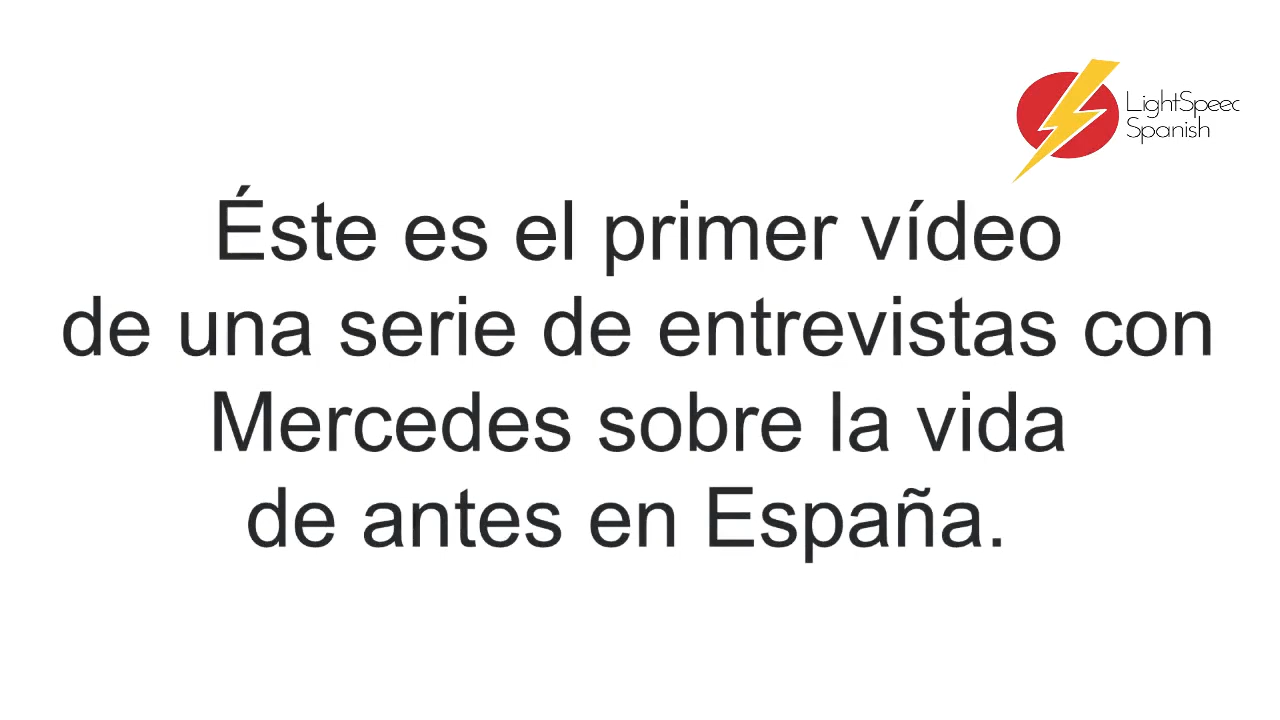 LightSpeed
Spanish
Éste es el primer vídeo
de una serie de entrevistas con
Mercedes sobre la vida
de antes en España.